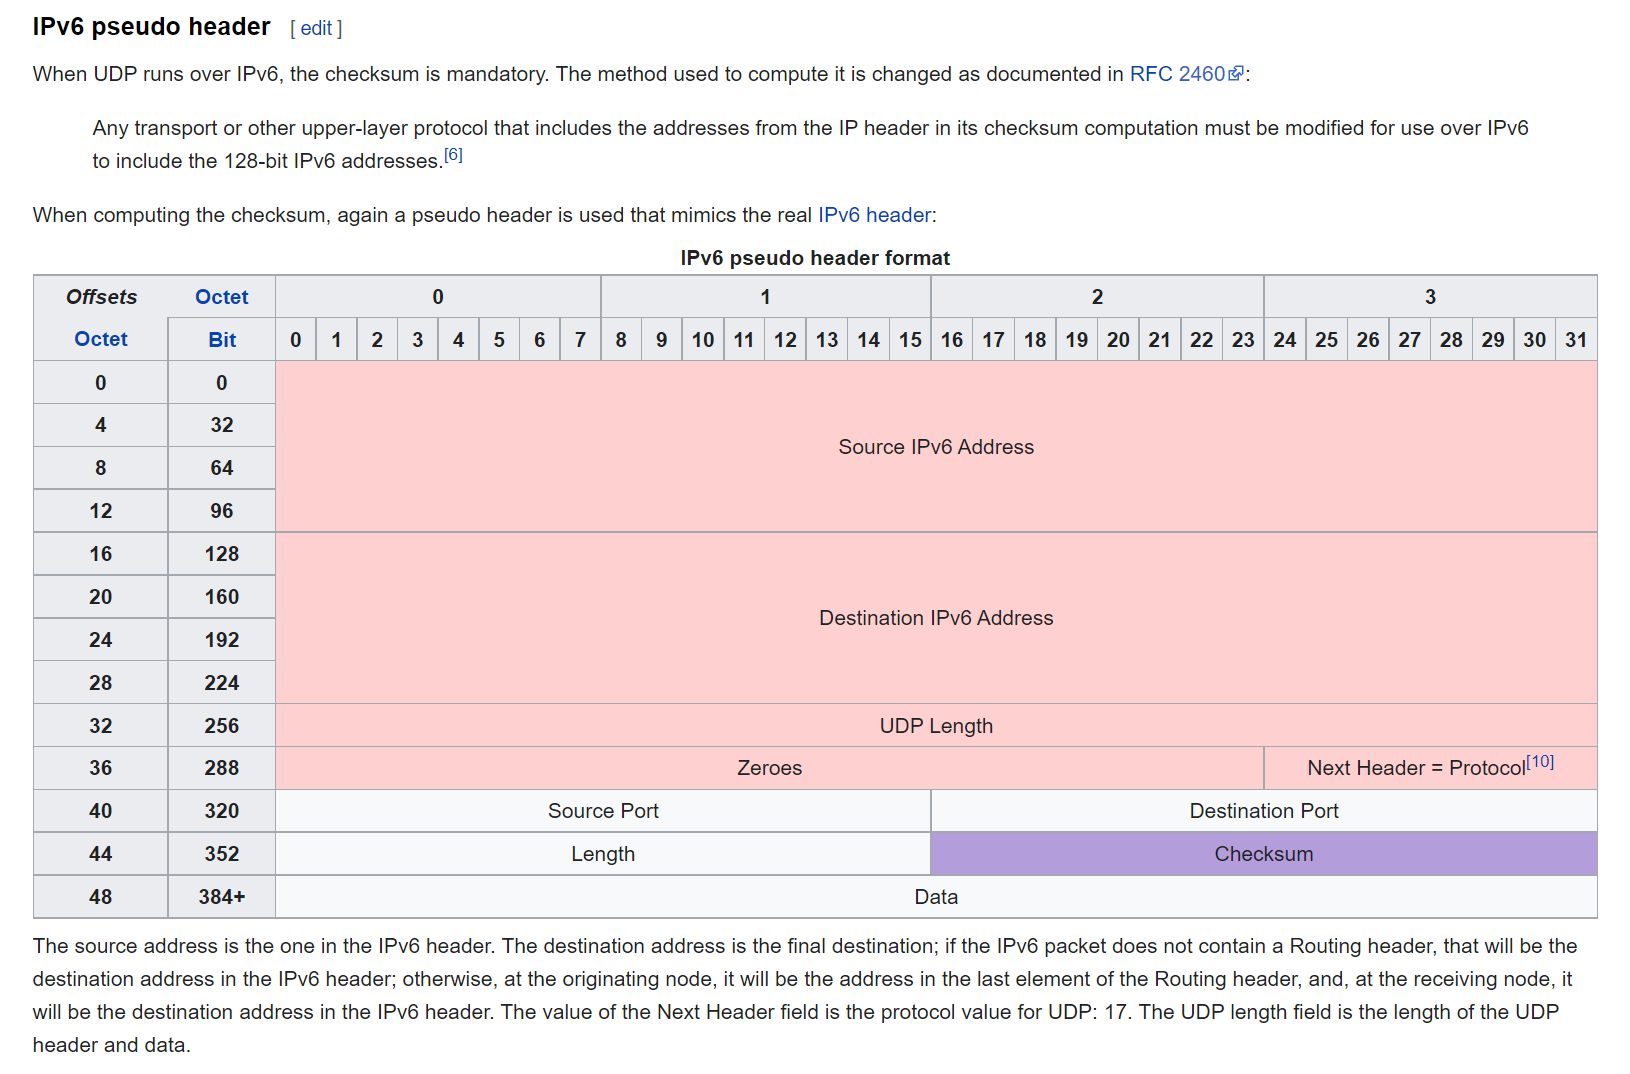 IPv6 pseudo header [ edit ]
When UDP runs over IPv6, the checksum is mandatory. The method used to compute it is changed as documented in RFC 2460:
Any transport or other upper-layer protocol that includes the addresses from the IP header in its checksum computation must be modified for use over IPv6
to include the 128-bit IPv6 addresses.[6]
When computing the checksum, again a pseudo header is used that mimics the real IPv6 header:
IPv6 pseudo header format
Offsets Octet 0 1 2 3
Octet Bit 0 1 2 3 4 5 6 7 8 9 10 11 12 13 14 15 16 17 18 19 20 21 22 23 24 25 26 27 28 29 30 31
0 0
4 32
Source IPv6 Address
8 64
12 96
16 128
20 160
Destination IPv6 Address
24 192
28 224
32 256 UDP Length
36 288 Zeroes Next Header = Protocol[10]
40 320 Source Port Destination Port
44 352 Length Checksum
48 384+ Data
The source address is the one in the IPv6 header. The destination address is the final destination; if the IPv6 packet does not contain a Routing header, that will be the
destination address in the IPv6 header; otherwise, at the originating node, it will be the address in the last element of the Routing header, and, at the receiving node, it
will be the destination address in the IPv6 header. The value of the Next Header field is the protocol value for UDP: 17. The UDP length field is the length of the UDP
header and data.